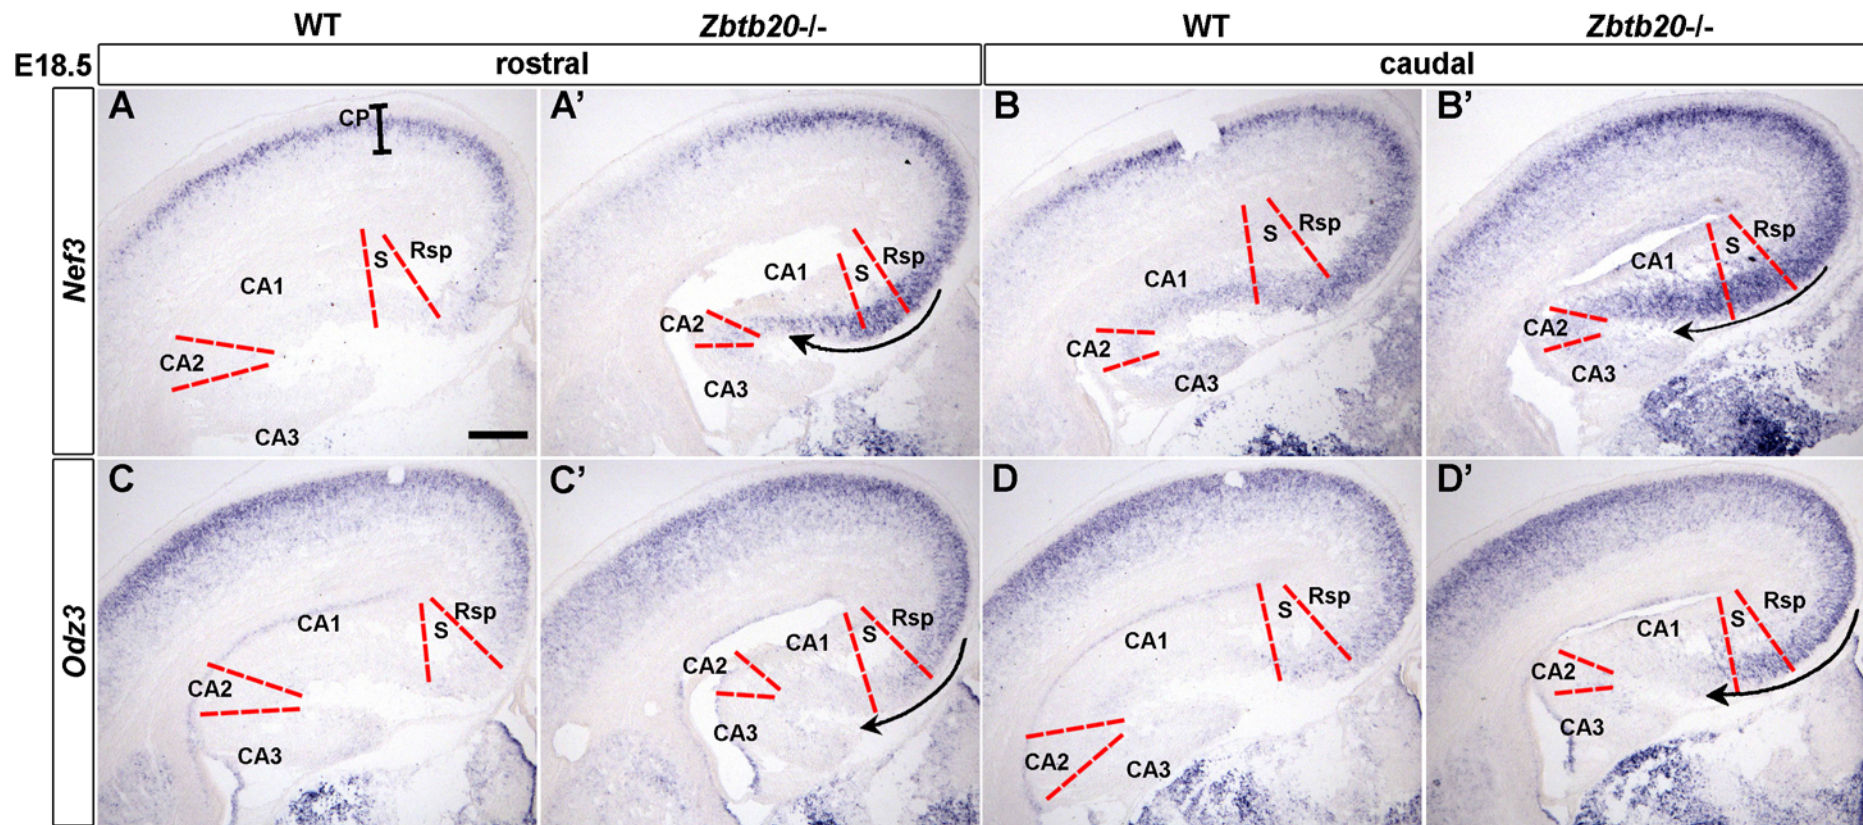 WT Zbtb20-/- WT Zbtb20-/-
E18.5 rostral caudal
Nef3
A CP CA1 S Rsp CA2 CA3
A’ CA1 S Rsp CA2 CA3
B CA1 S Rsp CA2 CA3
B’ CA1 S Rsp CA2 CA3
Odz3
C CA1 S Rsp CA2 CA3
C’ CA1 S Rsp CA2 CA3
D CA1 S Rsp CA2 CA3
D’ CA1 S Rsp CA2 CA3